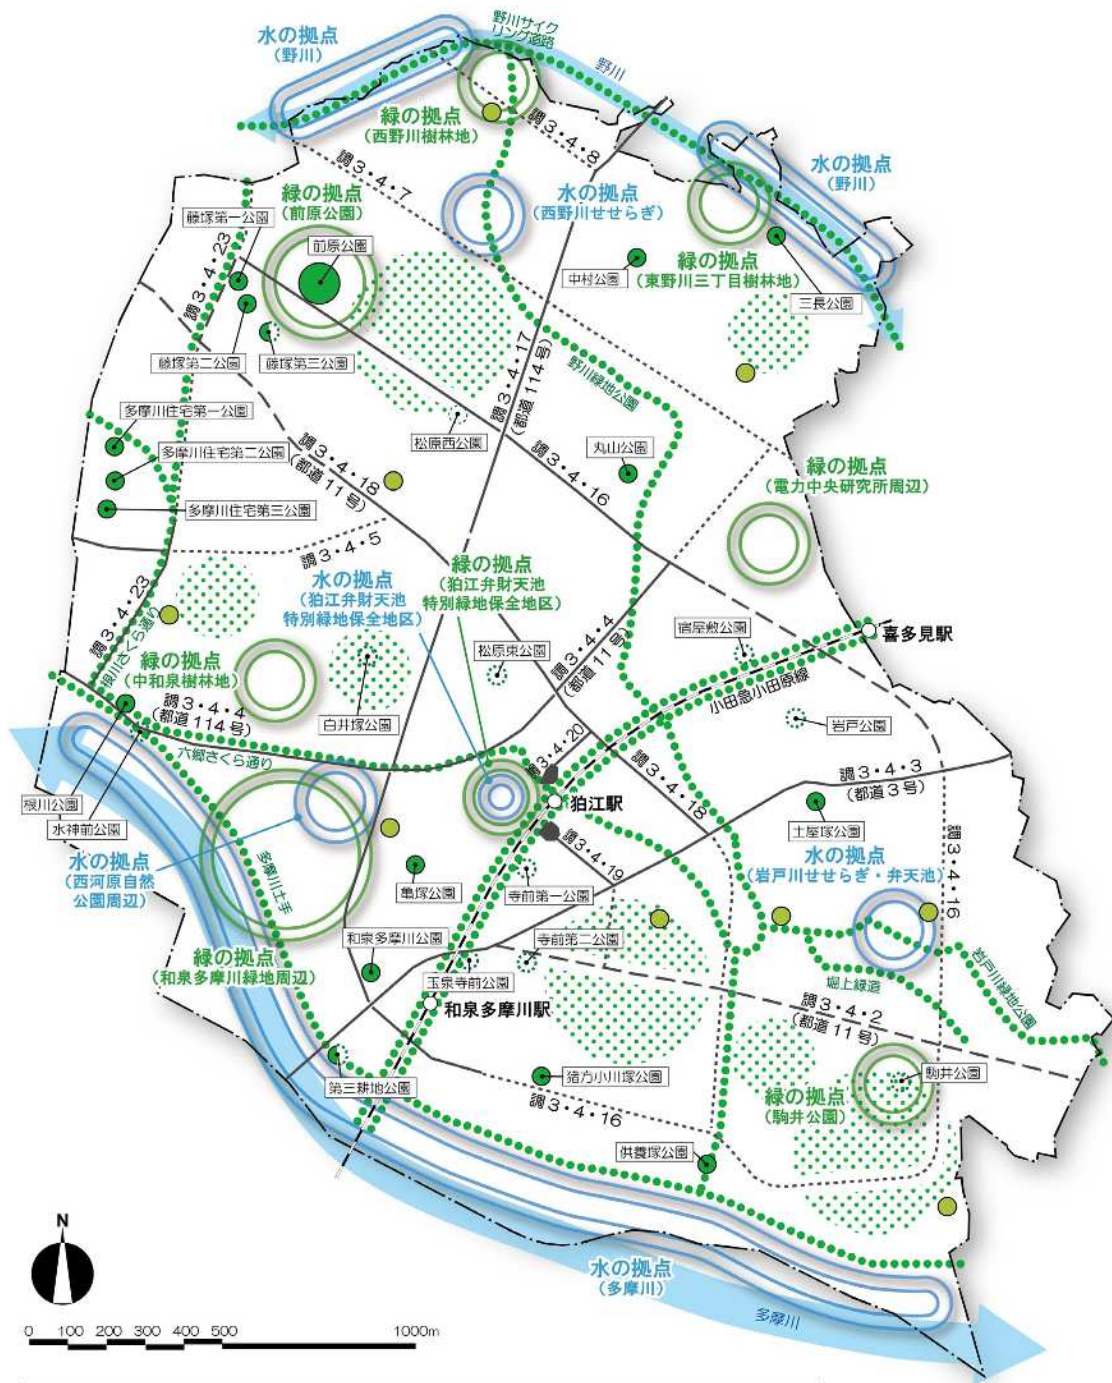 水の拠点
(野川)
野川サイク
リング道路
野川
緑の拠点
(西野川樹林地)
調3・4・8
調3・4・7
水の拠点
(西野川せせらぎ)
水の拠点
(野川)
緑の拠点
(前原公園)
藤塚第一公園
前原公園
調3・4・23
中村公園
緑の拠点
(東野川三丁目樹林地)
三長公園
藤塚第二公園
藤塚第三公園
調3・4・17
(都道114号)
野川緑地公園
多摩川住宅第一公園
松原西公園
多摩川住宅第二公園
調3・4・18
(都道11号)
丸山公園
調3・4・16
緑の拠点
(電力中央研究所周辺)
多摩川住宅第三公園
調3・4・5
水の拠点
(狛江弁財天池
特別緑地保全地区)
緑の拠点
(狛江弁財天池
特別緑地保全地区)
調3・4・23
根川さくら通り
緑の拠点
(中和泉樹林地)
松原東公園
調3・4・4
(都道11号)
宿屋敷公園
喜多見駅
小田急小田原線
調3・4・4
(都道114号)
白井塚公園
岩戸公園
六郷さくら通り
調3・4・20
調3・4・18
調3・4・3
(都道3号)
根川公園
水神前公園
狛江駅
土屋塚公園
調3・4・16
水の拠点
(西河原自然
公園周辺)
多摩川土手
亀塚公園
調3・4・19
寺前第一公園
水の拠点
(岩戸川せせらぎ・弁天池)
和泉多摩川公園
寺前第二公園
緑の拠点
(和泉多摩川緑地周辺)
玉泉寺前公園
岩戸川緑地公園
堀上緑道
和泉多摩川駅
調3・4・2
(都道11号)
第三耕地公園
猪方小川塚公園
駒井公園
調3・4・16
緑の拠点
(駒井公園)
供養塚公園
N
水の拠点
(多摩川)
多摩川
0 100 200 300 400 500 1000m